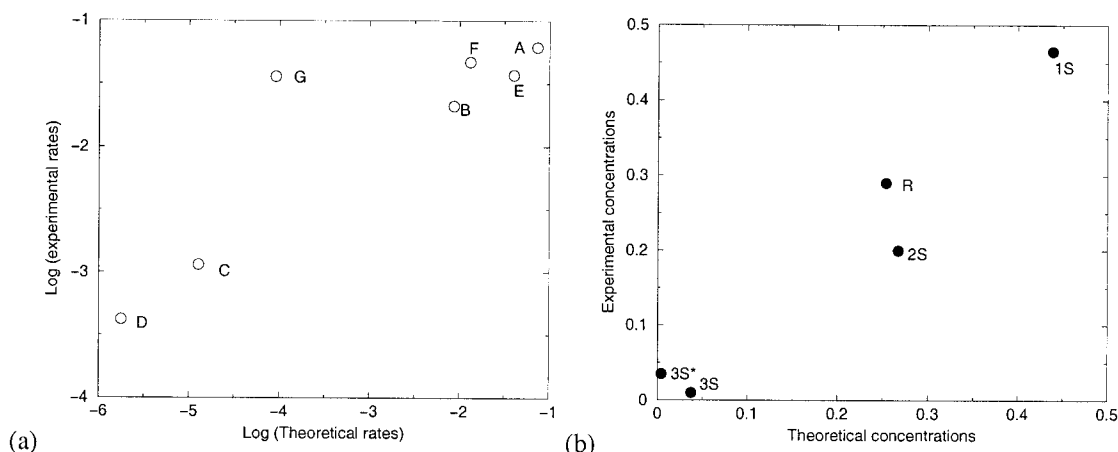 −1
−2
−3
−4
Log (experimental rates)
A
F
E
B
G
C
D
−6
−5
−4
−3
−2
−1
Log (Theoretical rates)
(a)
0.5
0.4
0.3
0.2
0.1
0
Experimental concentrations
1S
R
2S
3S*
3S
0
0.1
0.2
0.3
0.4
0.5
Theoretical concentrations
(b)